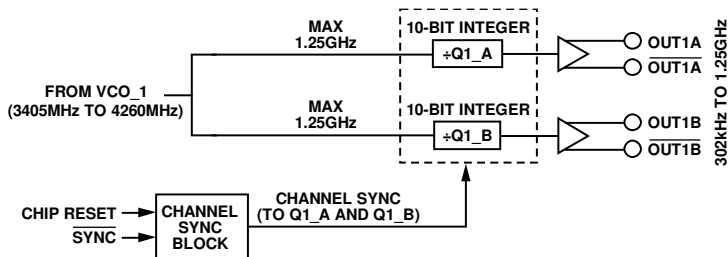 MAX
1.25GHz
10-BIT INTEGER
÷Q1_A
OUT1A
OUT1A
FROM VCO_1
(3405MHz TO 4260MHz)
MAX
1.25GHz
10-BIT INTEGER
÷Q1_B
OUT1B
OUT1B
302kHz TO 1.25GHz
CHIP RESET
SYNC
CHANNEL
SYNC
BLOCK
CHANNEL SYNC
(TO Q1_A AND Q1_B)